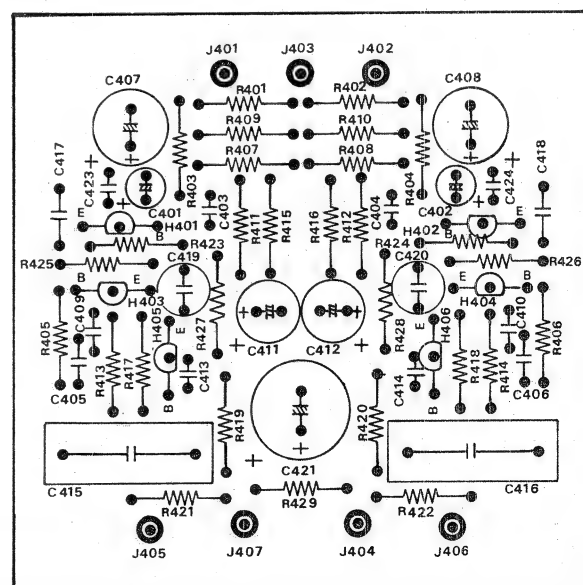 J401 J403 J402
C407 R401 R402 C408
R409 R410
R407 R408
C417 C423 + + R403 R404 + + C424 C418
C401 C403 R411 R415 R416 R412 C404 C402
+ +
E H401 B H402 E B
R423 R424
R425 C419 C420 R426
E H403 B E H404 B
R405 C409 H405 E R427 + C411 C412 + R428 E H406 C410 R406
C405 R413 R417 B C413 C414 B R418 R414 C406
R419 R420
+ + C421
C415 C416
R421 R429 R422
J405 J407 J404 J406